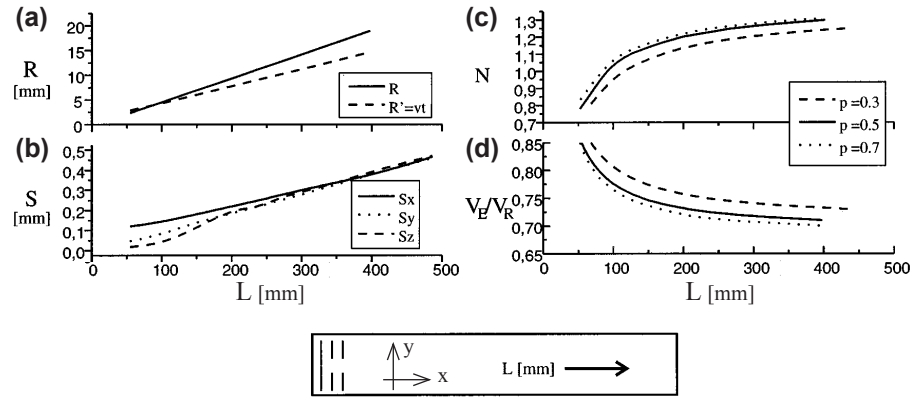 (a)
25
20
15
10
5
0
R
[mm]
R
R'=vt
(b)
0,5
0,4
0,3
0,2
0,1
0,0
S
[mm]
Sx
Sy
Sz
0 100 200 300 400 500
L [mm]
(c)
1,3
1,2
1,1
1,0
0,9
0,8
0,7
N
p =0.3
p =0.5
p =0.7
(d)
0,85
0,80
0,75
0,70
0,65
V_E/V_R
0 100 200 300 400 500
L [mm]
y
x
L [mm]